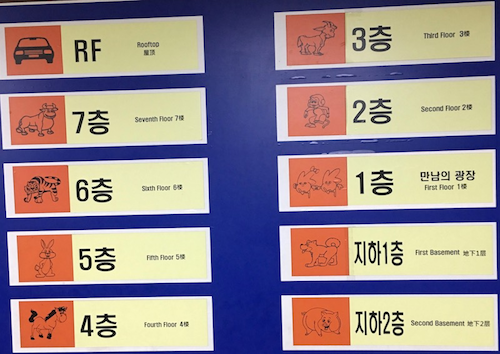 RF
Rooftop
屋頂
7층 Seventh Floor 7楼
6층 Sixth Floor 6楼
5층 Fifth Floor 5楼
4층 Fourth Floor 4楼
3층 Third Floor 3楼
2층 Second Floor 2楼
1층
만남의 광장
First Floor 1楼
지하1층 First Basement 地下1层
지하2층 Second Basement 地下2层